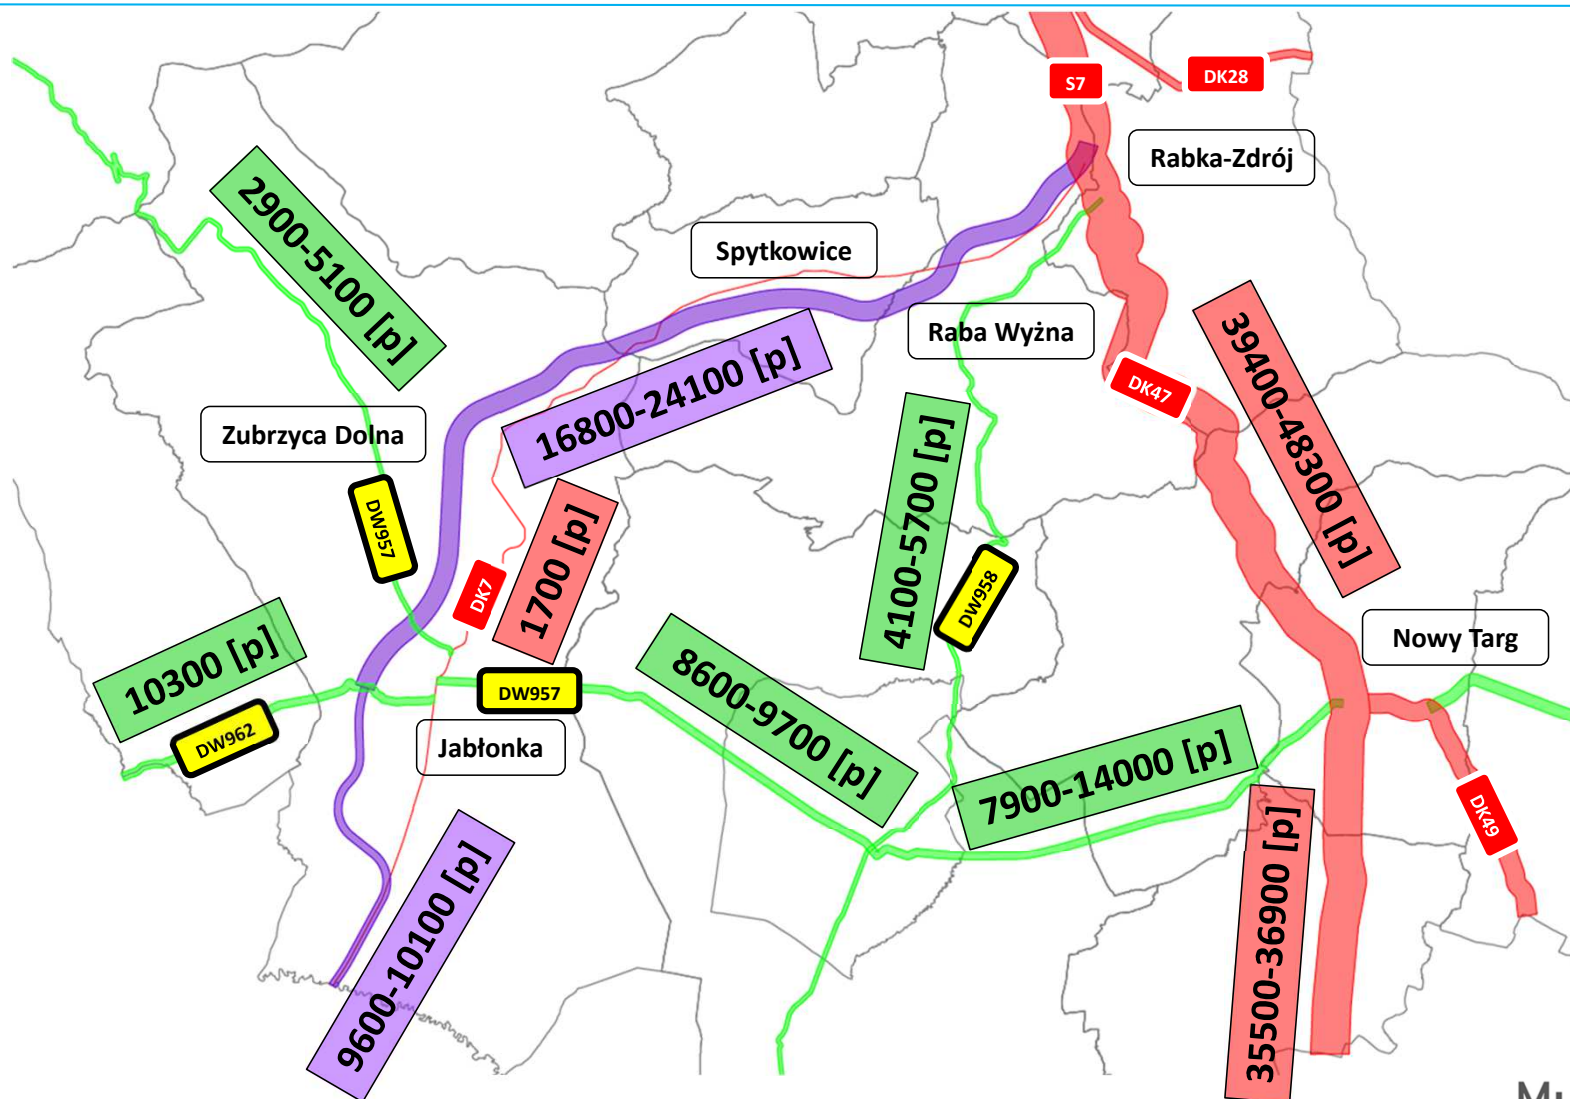 S7
DK28
Rabka-Zdrój
2900-5100 [p]
Spytkowice
Raba Wyżna
39400-48300 [p]
16800-24100 [p]
DK47
Zubrzyca Dolna
4100-5700 [p]
DW957
1700 [p]
DK7
DW958
10300 [p]
8600-9700 [p]
Nowy Targ
DW957
DW962
Jabłonka
7900-14000 [p]
DK49
9600-10100 [p]
35500-36900 [p]